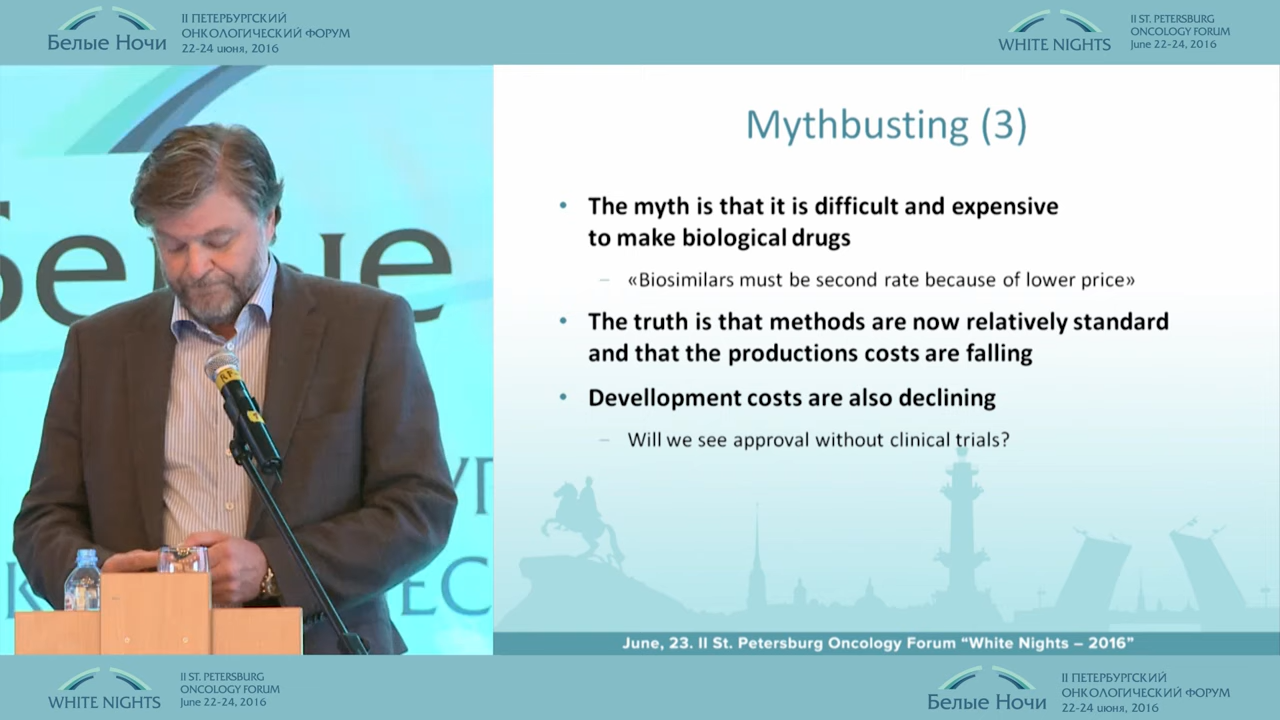 Белые Ночи
II ПЕТЕРБУРГСКИЙ
ОНКОЛОГИЧЕСКИЙ ФОРУМ
22-24 июня, 2016
WHITE NIGHTS
II ST. PETERSBURG
ONCOLOGY FORUM
June 22-24, 2016
Mythbusting (3)
• The myth is that it is difficult and expensive
to make biological drugs
– «Biosimilars must be second rate because of lower price»
• The truth is that methods are now relatively standard
and that the productions costs are falling
• Devellopment costs are also declining
– Will we see approval without clinical trials?
June, 23. II St. Petersburg Oncology Forum “White Nights – 2016”
WHITE NIGHTS
II ST. PETERSBURG
ONCOLOGY FORUM
June 22-24, 2016
Белые Ночи
II ПЕТЕРБУРГСКИЙ
ОНКОЛОГИЧЕСКИЙ ФОРУМ
22-24 июня, 2016